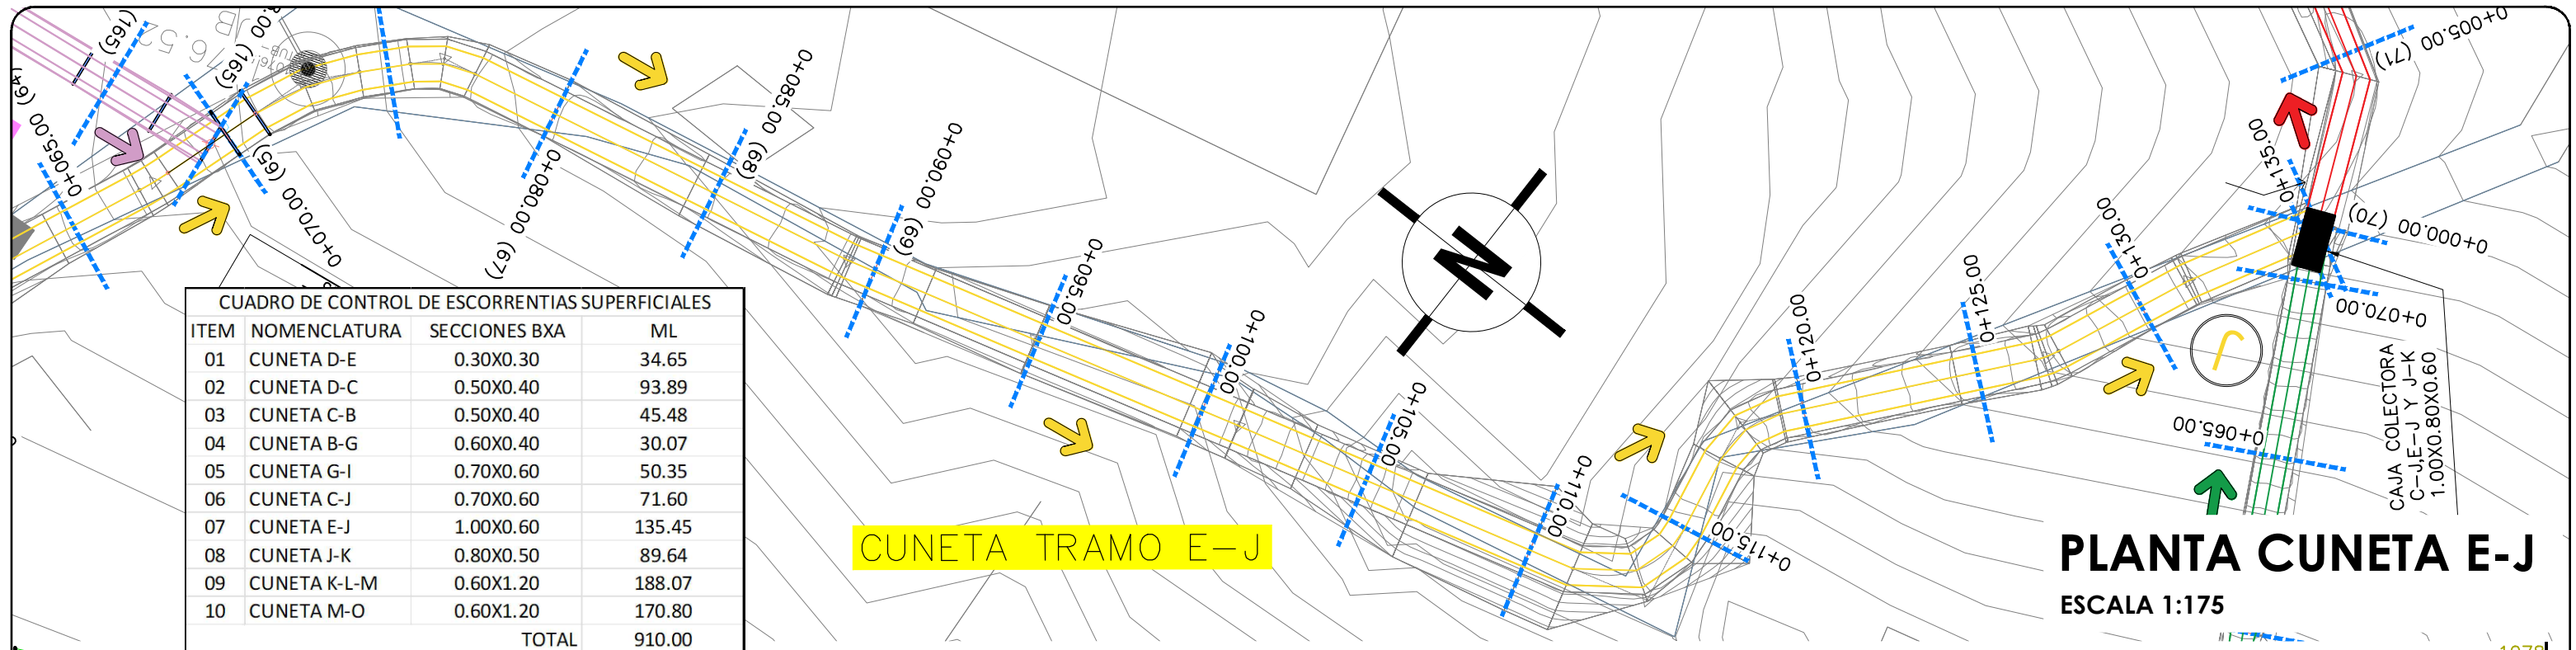 (165)
(165)
76.52
(64)
0+065.00
(65) 0+070.00
(67) 0+080.00
(68) 0+085.00
(69) 0+090.00
0+095.00
0+100.00
0+105.00
0+110.00
0+115.00
0+120.00
0+125.00
0+130.00
0+135.00
(71) 0+005.00
(70) 0+000.00
0+070.00
0+065.00
N
J
CAJA COLECTORA
C-J,E-J Y J-K
1.00X0.80X0.60
CUADRO DE CONTROL DE ESCORRENTIAS SUPERFICIALES
ITEM NOMENCLATURA SECCIONES BXA ML
01 CUNETA D-E 0.30X0.30 34.65
02 CUNETA D-C 0.50X0.40 93.89
03 CUNETA C-B 0.50X0.40 45.48
04 CUNETA B-G 0.60X0.40 30.07
05 CUNETA G-I 0.70X0.60 50.35
06 CUNETA C-J 0.70X0.60 71.60
07 CUNETA E-J 1.00X0.60 135.45
08 CUNETA J-K 0.80X0.50 89.64
09 CUNETA K-L-M 0.60X1.20 188.07
10 CUNETA M-O 0.60X1.20 170.80
TOTAL 910.00
CUNETA TRAMO E-J
PLANTA CUNETA E-J
ESCALA 1:175